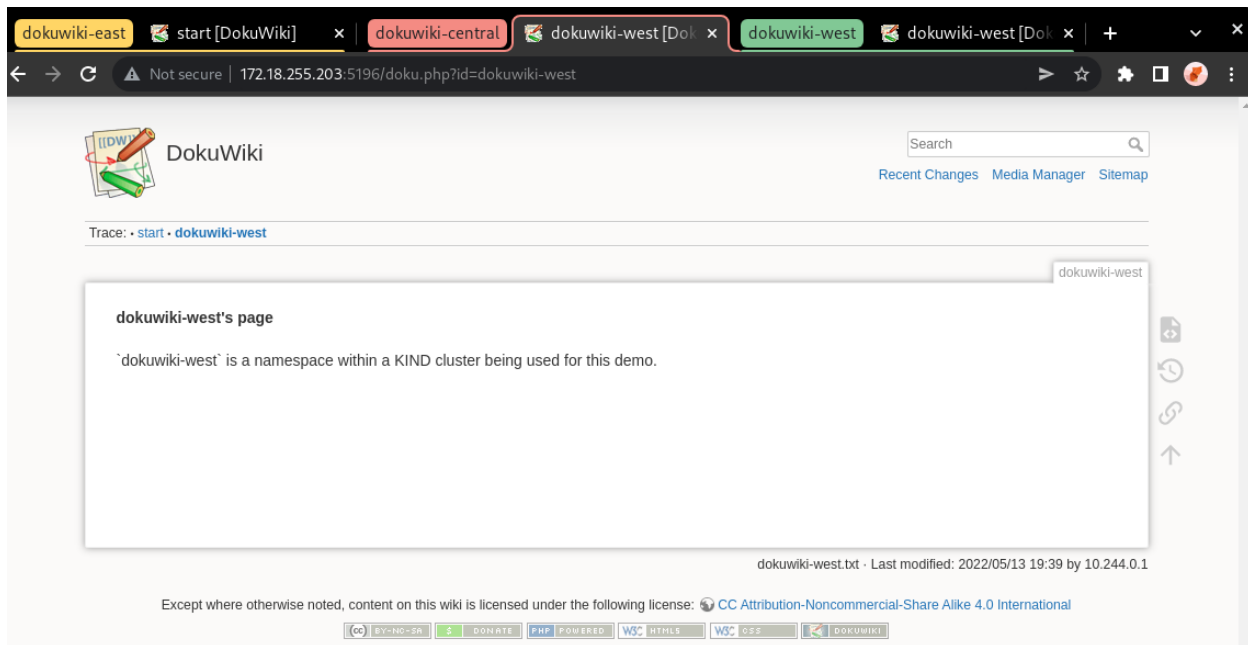 dokuwiki-east start [DokuWiki] × dokuwiki-central dokuwiki-west [Dok × dokuwiki-west dokuwiki-west [Dok × +
Not secure | 172.18.255.203:5196/doku.php?id=dokuwiki-west
[[DW]]
DokuWiki
Search
Recent Changes Media Manager Sitemap
Trace: • start • dokuwiki-west
dokuwiki-west
dokuwiki-west's page
`dokuwiki-west` is a namespace within a KIND cluster being used for this demo.
dokuwiki-west.txt · Last modified: 2022/05/13 19:39 by 10.244.0.1
Except where otherwise noted, content on this wiki is licensed under the following license: CC Attribution-Noncommercial-Share Alike 4.0 International
(cc) BY-NC-SA $ DONATE PHP POWERED W3C HTML5 W3C CSS DOKUWIKI